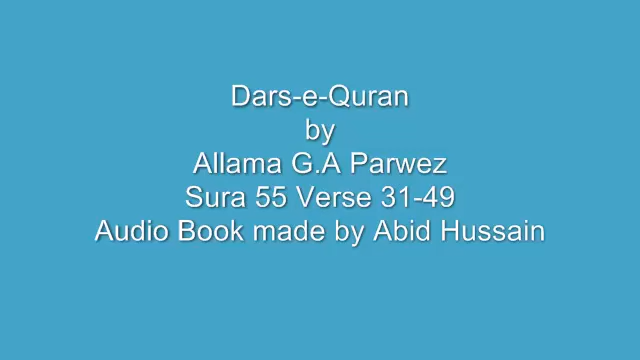 Dars-e-Quran
by
Allama G.A Parwez
Sura 55 Verse 31-49
Audio Book made by Abid Hussain